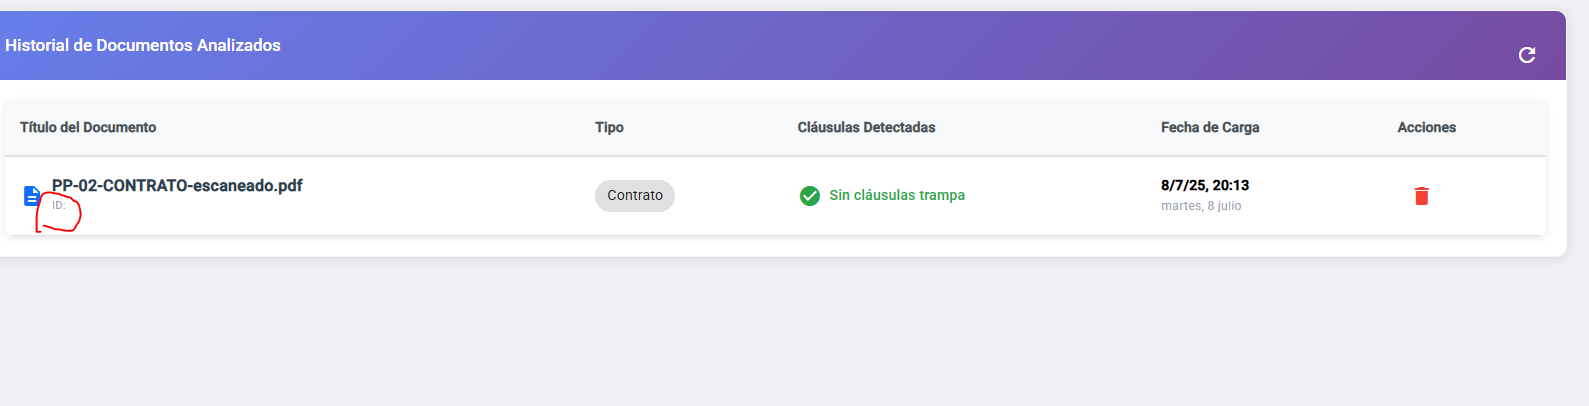 Historial de Documentos Analizados
Título del Documento Tipo Cláusulas Detectadas Fecha de Carga Acciones
PP-02-CONTRATO-escaneado.pdf Contrato Sin cláusulas trampa 8/7/25, 20:13
ID: martes, 8 julio